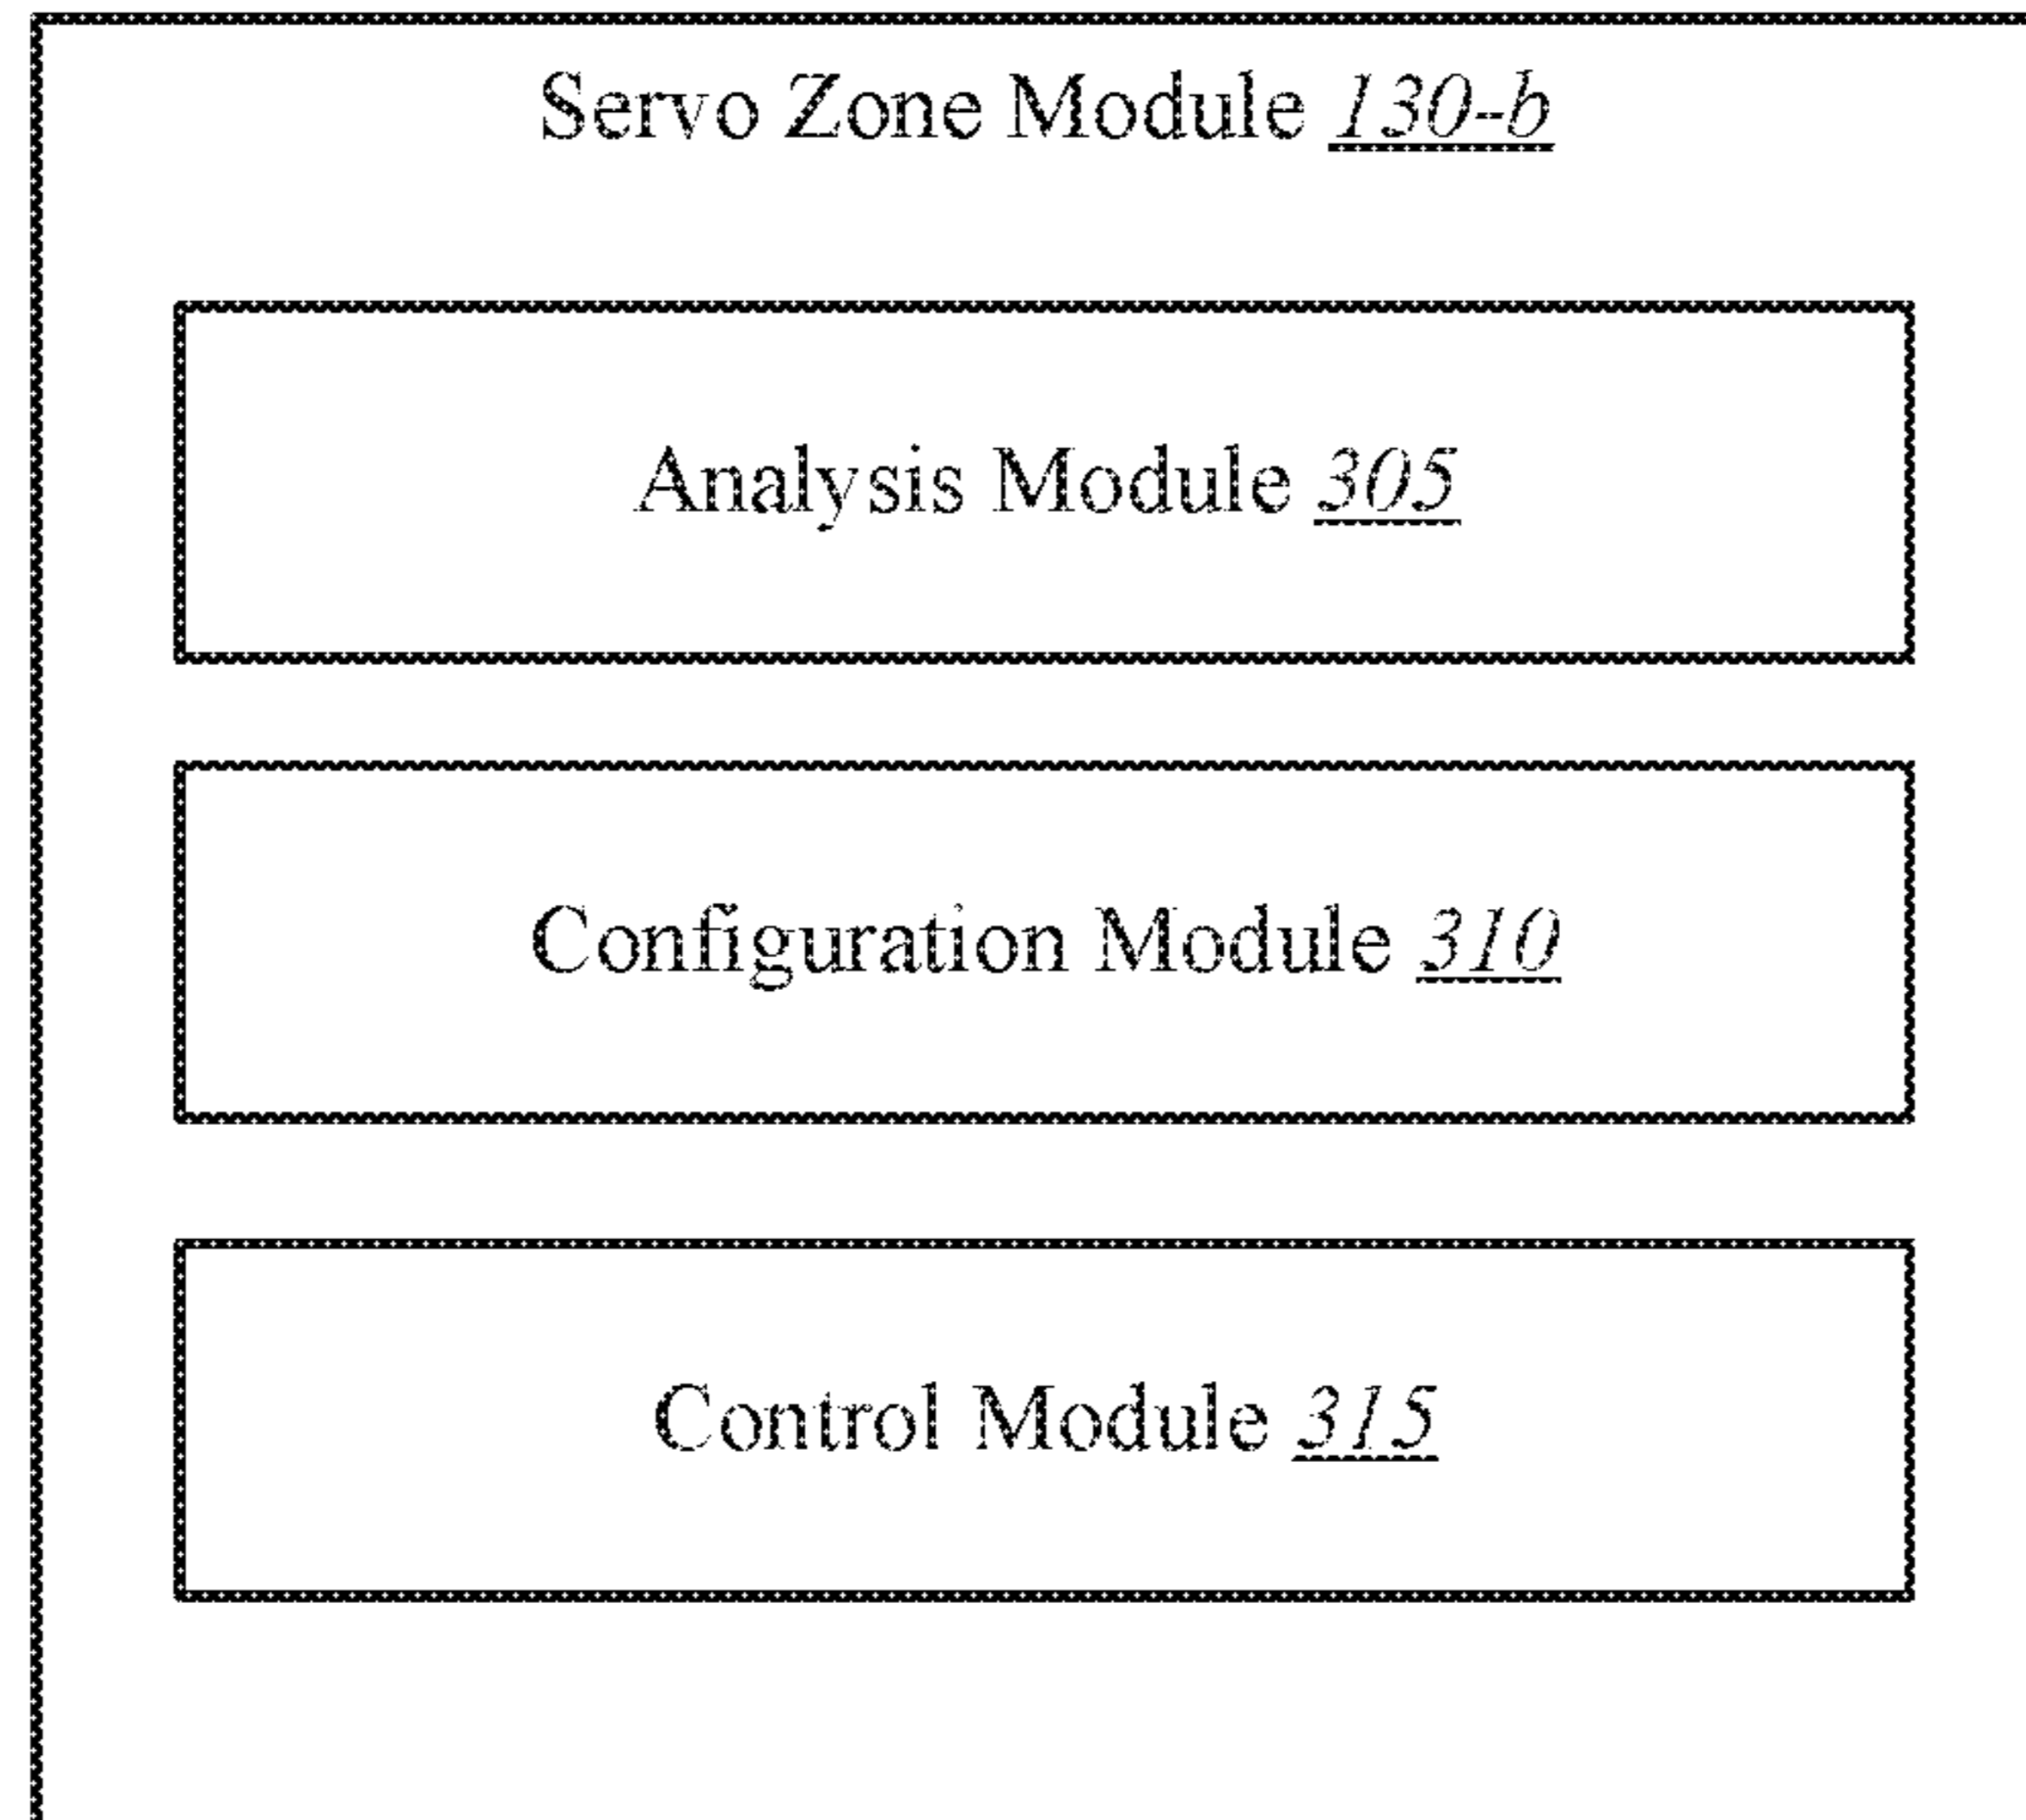 Servo Zone Module 130-b
Analysis Module 305
Configuration Module 310
Control Module 315